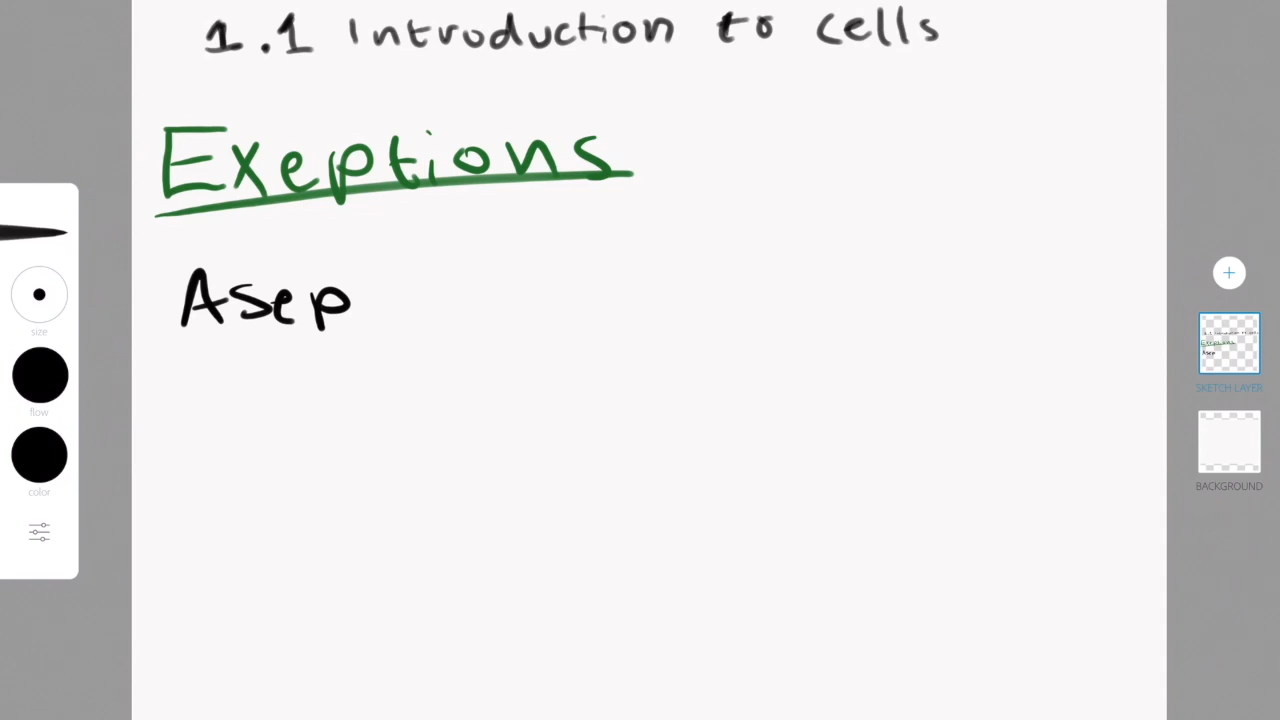 1.1 Introduction to cells
Exeptions
Asep
size
flow
color
SKETCH LAYER
BACKGROUND